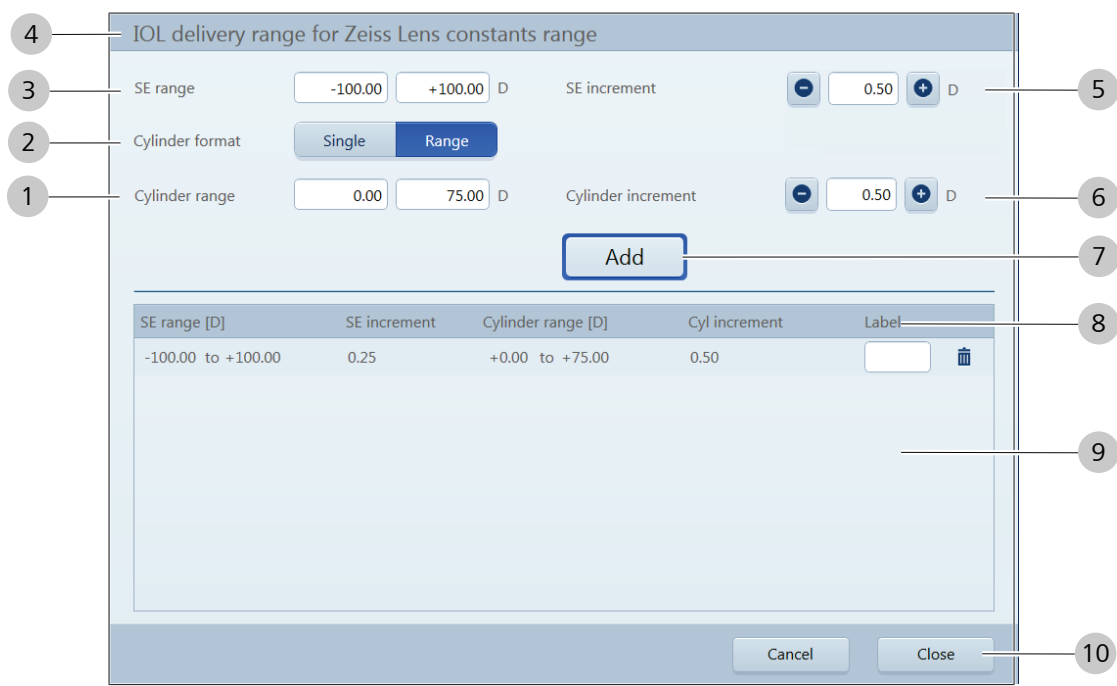 4 IOL delivery range for Zeiss Lens constants range
3 SE range -100.00 +100.00 D SE increment 0.50 D 5
2 Cylinder format Single Range
1 Cylinder range 0.00 75.00 D Cylinder increment 0.50 D 6
Add 7
SE range [D] SE increment Cylinder range [D] Cyl increment Label 8
-100.00 to +100.00 0.25 +0.00 to +75.00 0.50
9
Cancel Close 10